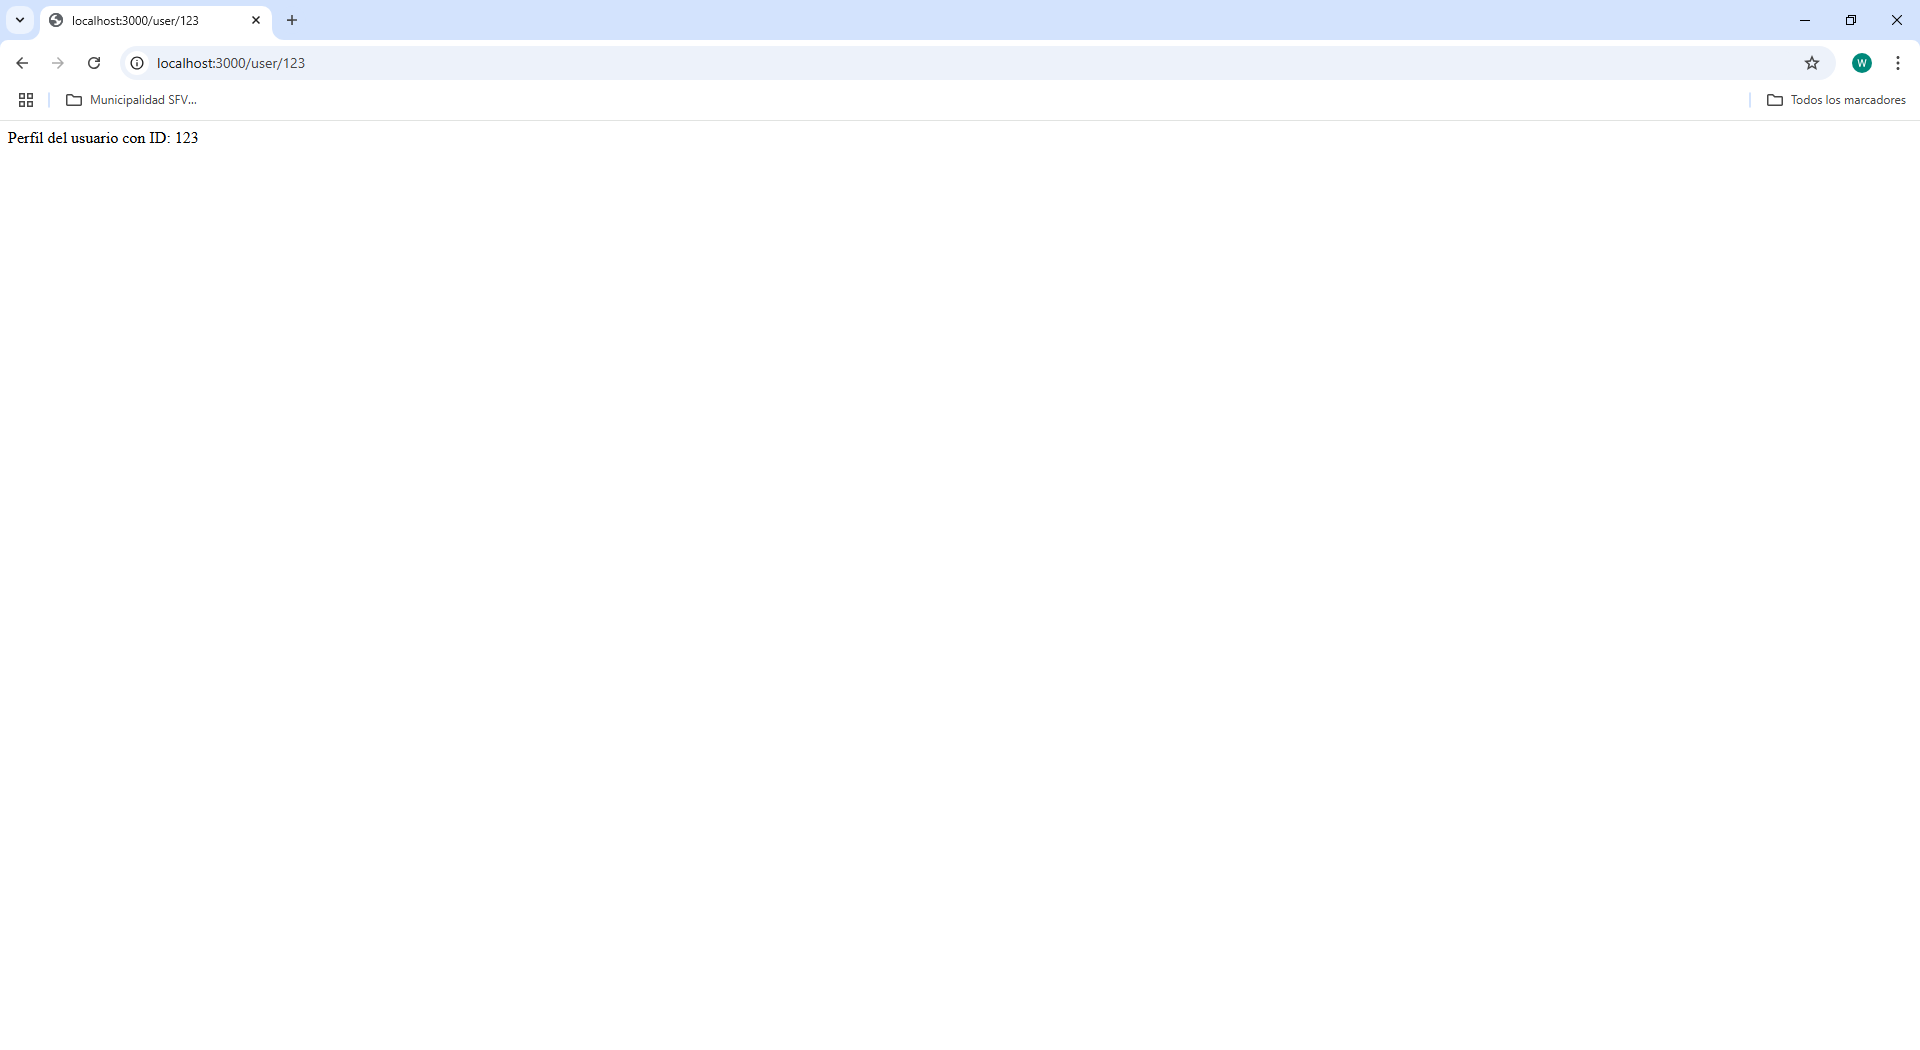 localhost:3000/user/123
localhost:3000/user/123
W
Municipalidad SFV...
Todos los marcadores
Perfil del usuario con ID: 123